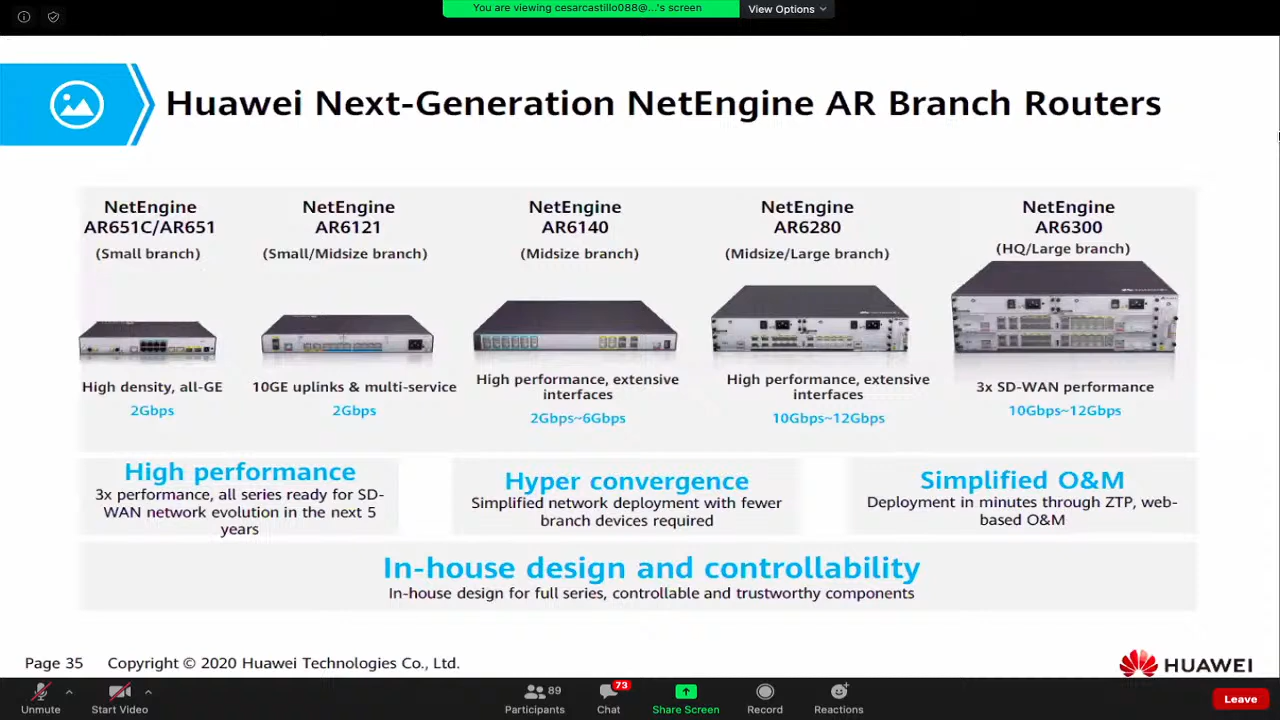 You are viewing cesarcastillo088@...'s screen
View Options
Huawei Next-Generation NetEngine AR Branch Routers
NetEngine
AR651C/AR651
(Small branch)
High density, all-GE
2Gbps
NetEngine
AR6121
(Small/Midsize branch)
10GE uplinks & multi-service
2Gbps
NetEngine
AR6140
(Midsize branch)
High performance, extensive
interfaces
2Gbps~6Gbps
NetEngine
AR6280
(Midsize/Large branch)
High performance, extensive
interfaces
10Gbps~12Gbps
NetEngine
AR6300
(HQ/Large branch)
3x SD-WAN performance
10Gbps~12Gbps
High performance
3x performance, all series ready for SD-
WAN network evolution in the next 5
years
Hyper convergence
Simplified network deployment with fewer
branch devices required
Simplified O&M
Deployment in minutes through ZTP, web-
based O&M
In-house design and controllability
In-house design for full series, controllable and trustworthy components
Page 35 Copyright © 2020 Huawei Technologies Co., Ltd.
HUAWEI
Unmute
Start Video
89
Participants
73
Chat
Share Screen
Record
Reactions
Leave